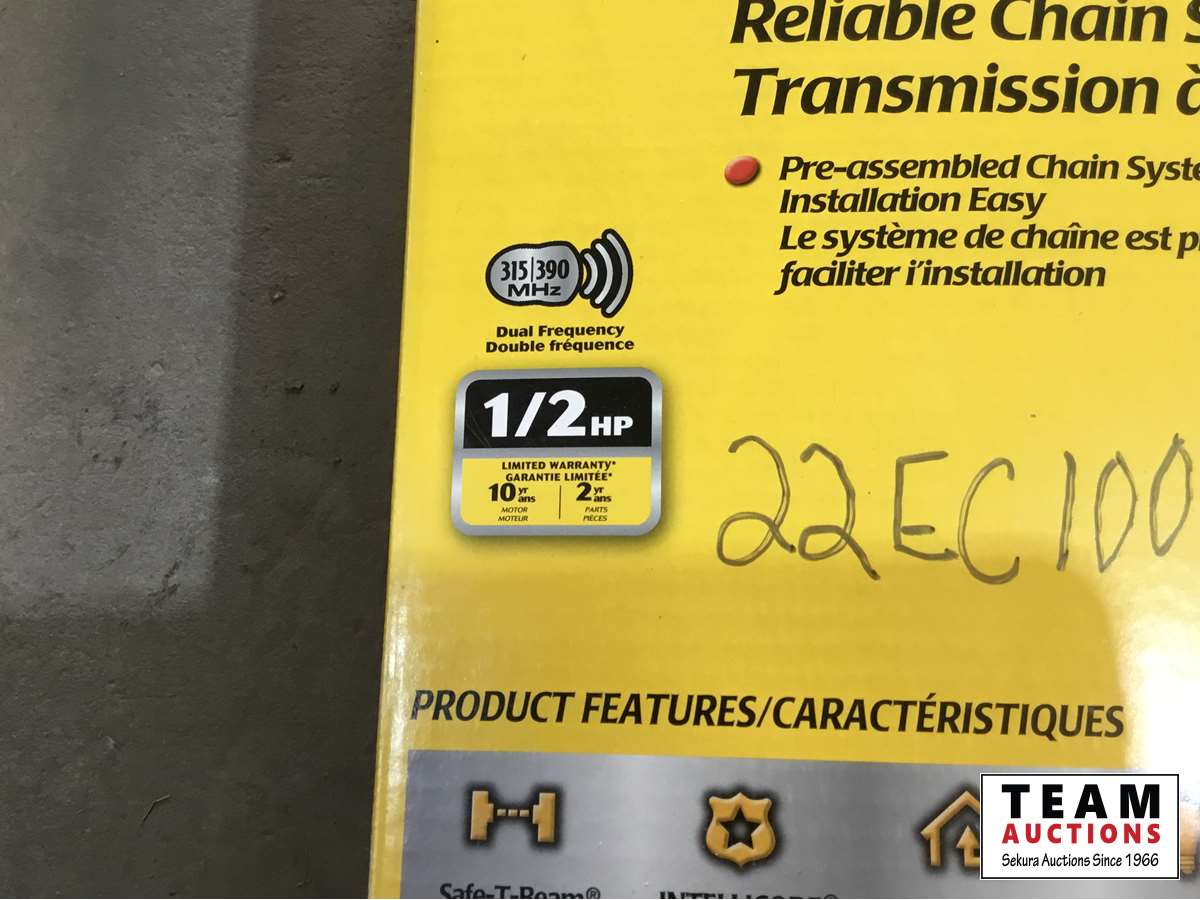 Reliable Chain
Transmission à
Pre-assembled Chain
Installation Easy
Le système de chaîne est
faciliter i'installation
315|390
MHz
Dual Frequency
Double fréquence
1/2 HP
LIMITED WARRANTY*
GARANTIE LIMITÉE*
10 yr ans 2 yr ans
MOTOR PARTS
MOTEUR PIÈCES
22EC100
PRODUCT FEATURES/CARACTÉRISTIQUES
Safe-T-Beam®
TEAM
AUCTIONS
Sekura Auctions Since 1966